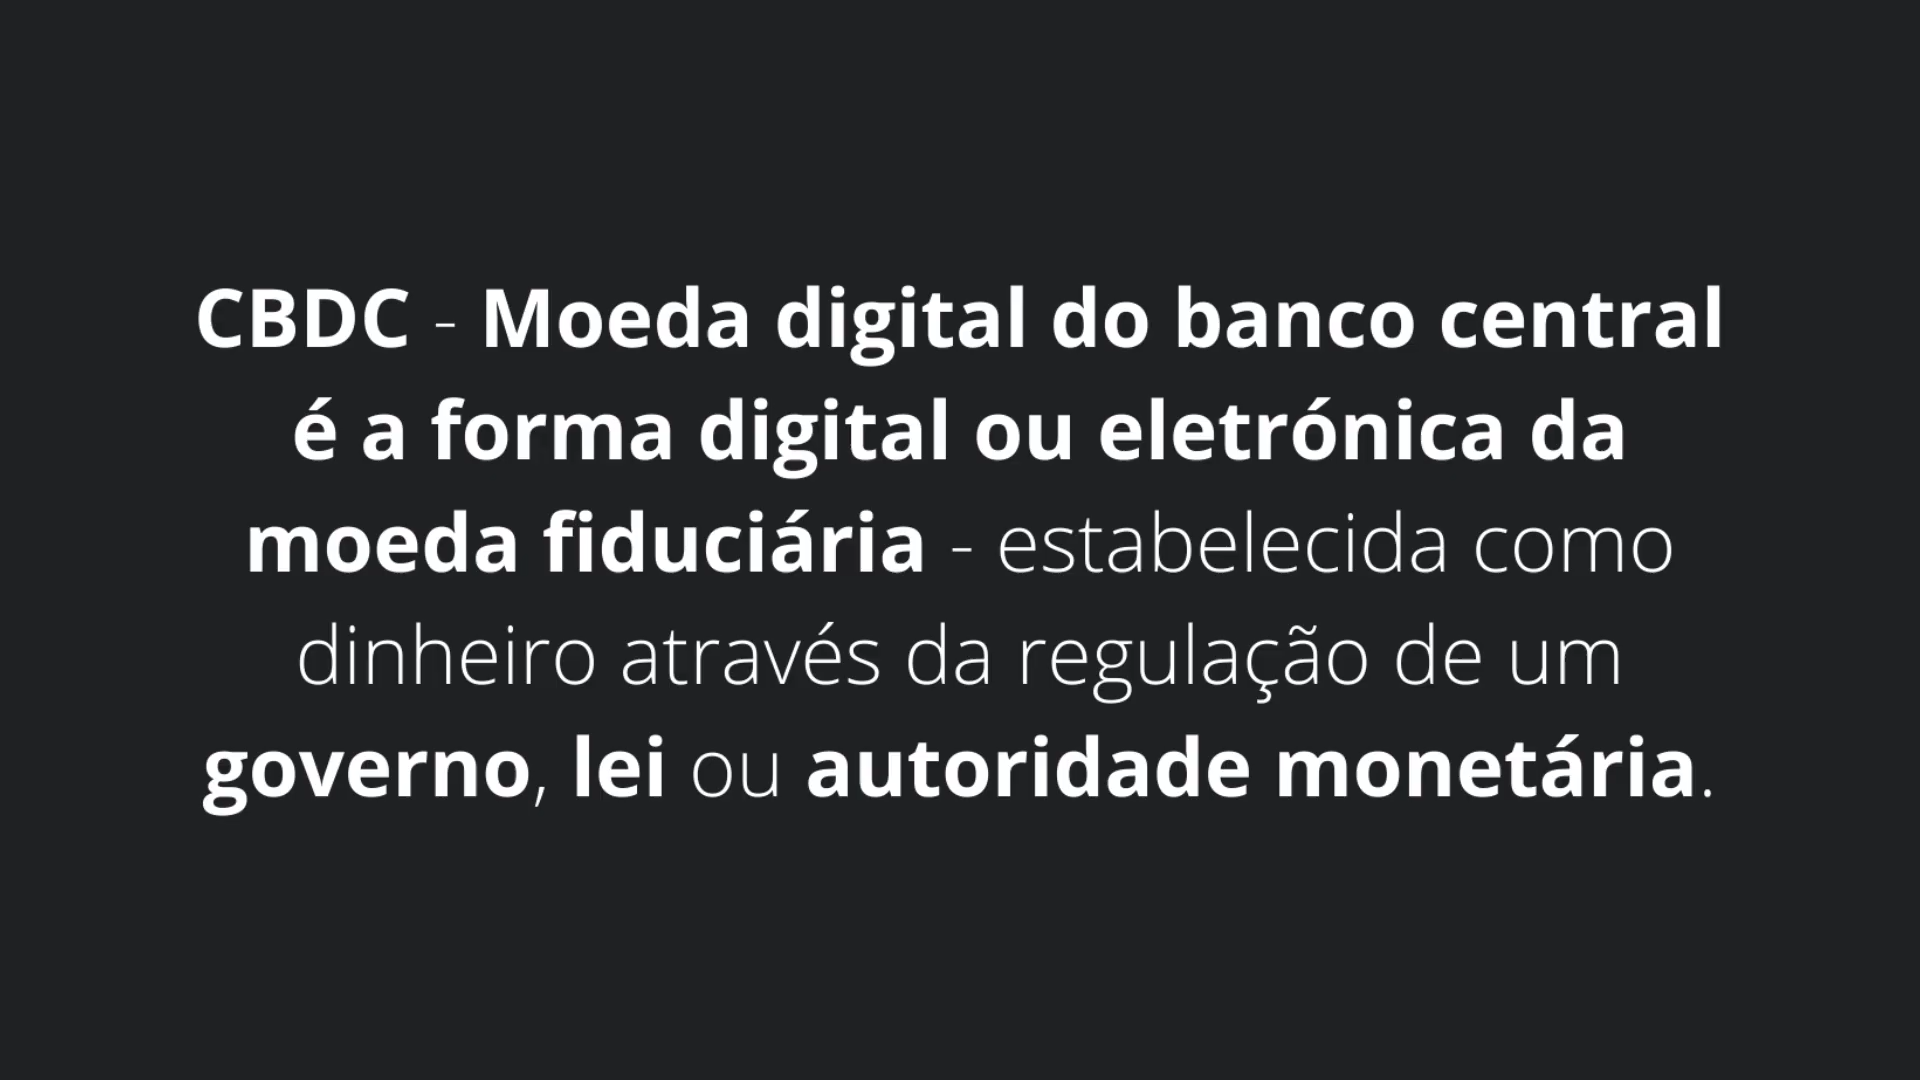 CBDC - Moeda digital do banco central
é a forma digital ou eletrónica da
moeda fiduciária - estabelecida como
dinheiro através da regulação de um
governo, lei ou autoridade monetária.